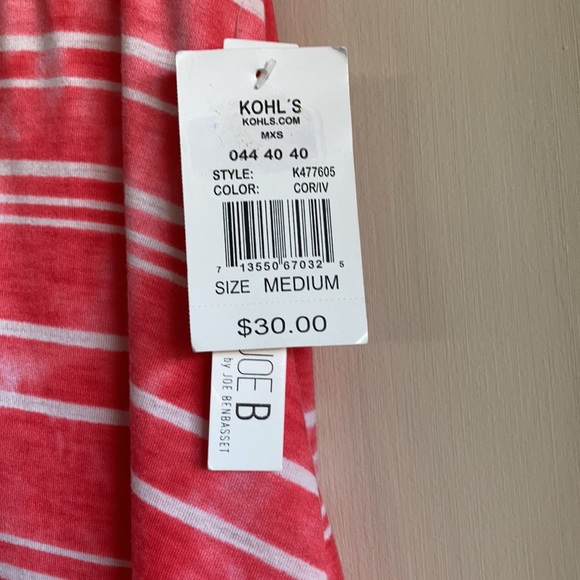 KOHL'S
KOHLS.COM
MXS
044 40 40
STYLE: K477605
COLOR: COR/IV
7 13550 67032 5
SIZE MEDIUM
$30.00
JOE B
by JOE BENBASSET